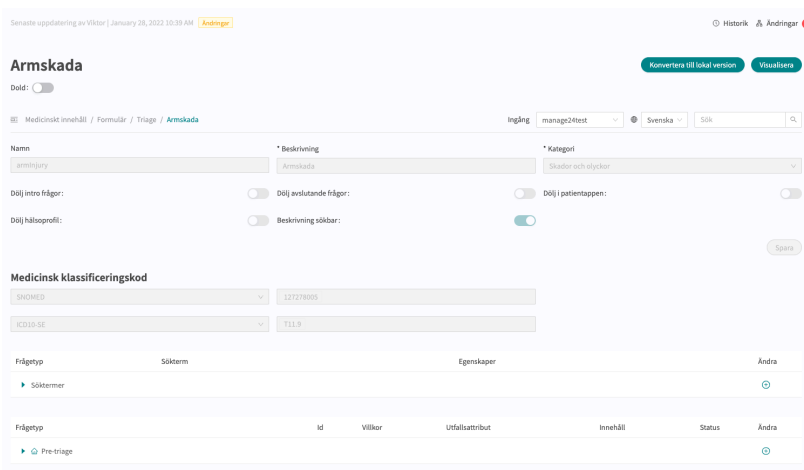 Senaste uppdatering av Viktor | January 28, 2022 10:39 AM Ändringar
Historik Ändringar
Armskada
Konvertera till lokal version Visualisera
Dold:
Medicinskt innehåll / Formulär / Triage / Armskada
Ingång manage24test Svenska Sök
Namn * Beskrivning * Kategori
arminjury Armskada Skador och olyckor
Dölj intro frågor: Dölj avslutande frågor: Dölj i patientappen:
Dölj hälsoprofil: Beskrivning sökbar:
Spara
Medicinsk klassificeringskod
SNOMED 127278005
ICD10-SE T11.9
Frågetyp Sökterm Egenskaper Ändra
Söktermer
Frågetyp Id Villkor Utfallsattribut Innehåll Status Ändra
Pre-triage